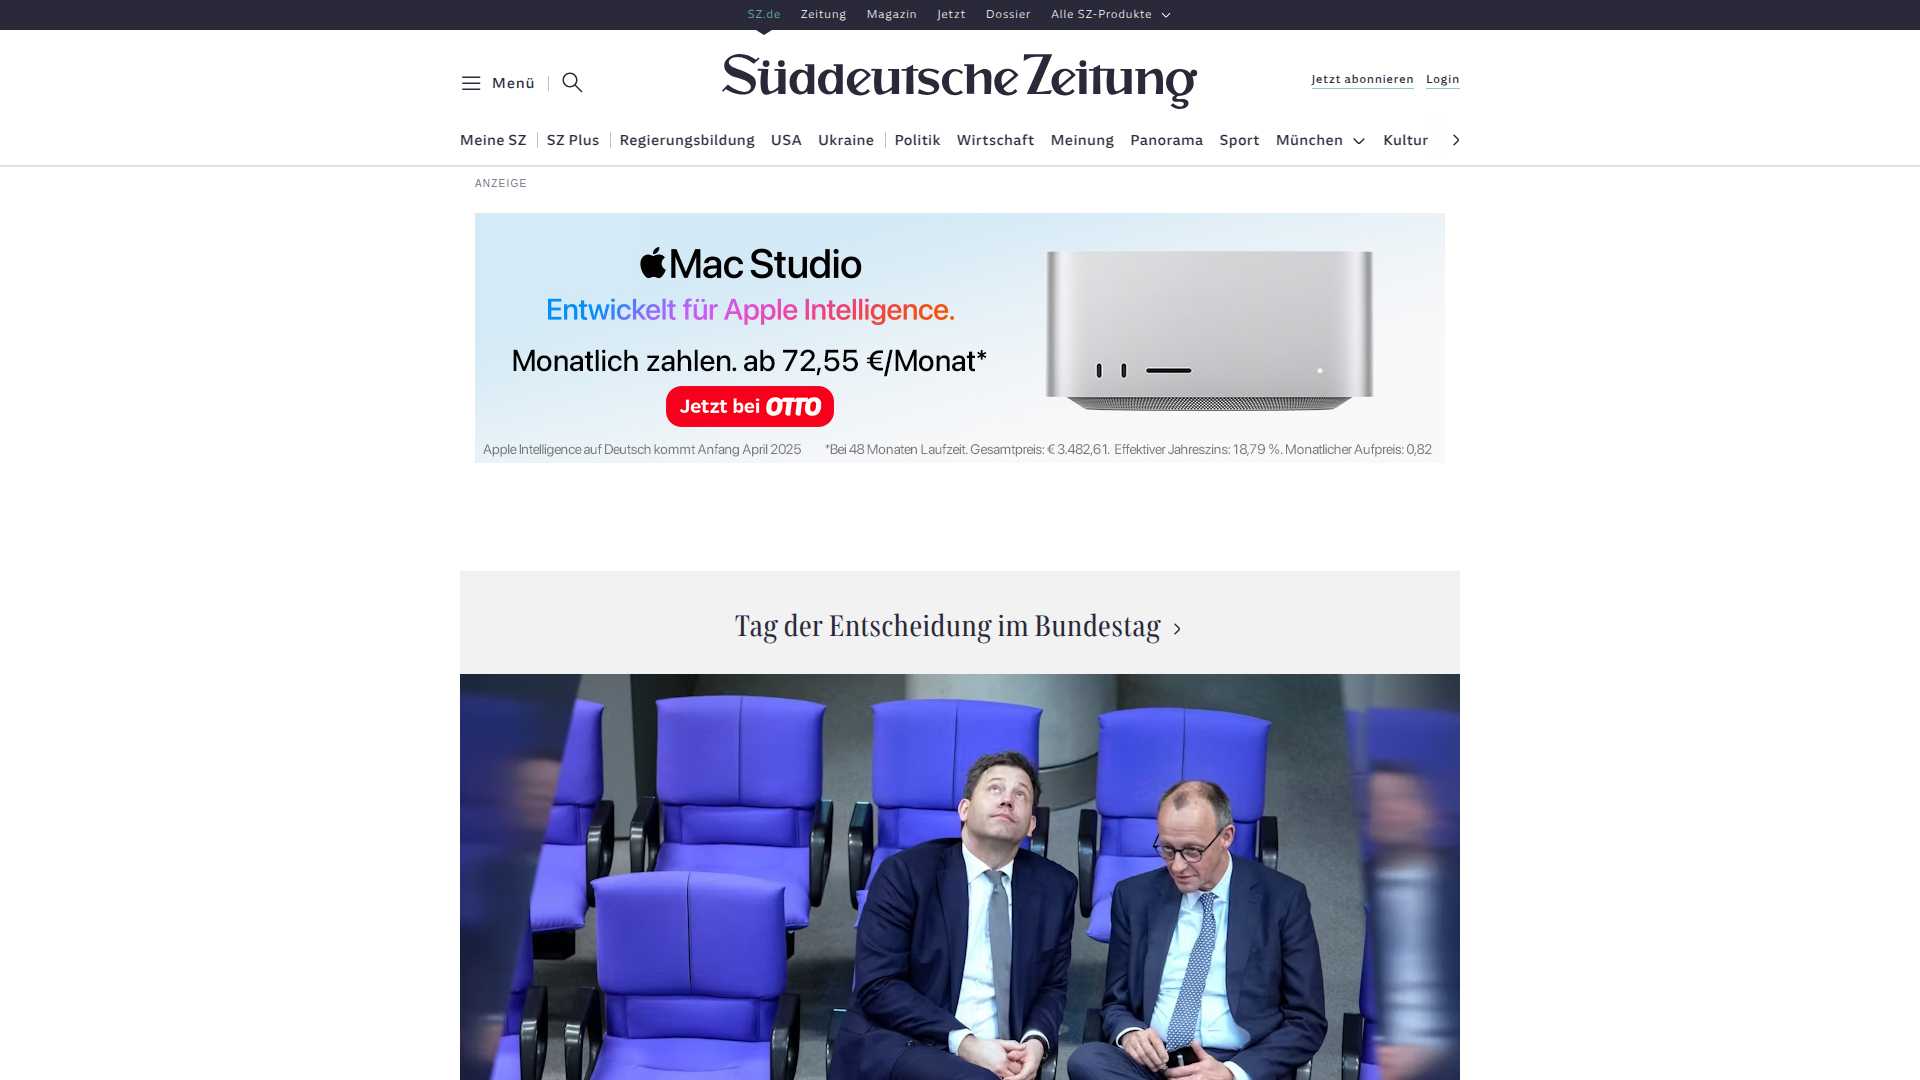 SZ.de Zeitung Magazin Jetzt Dossier Alle SZ-Produkte
Menü
Süddeutsche Zeitung
Jetzt abonnieren Login
Meine SZ SZ Plus Regierungsbildung USA Ukraine Politik Wirtschaft Meinung Panorama Sport München Kultur
ANZEIGE
Mac Studio
Entwickelt für Apple Intelligence.
Monatlich zahlen. ab 72,55 €/Monat*
Jetzt bei OTTO
Apple Intelligence auf Deutsch kommt Anfang April 2025 *Bei 48 Monaten Laufzeit. Gesamtpreis: € 3.482,61. Effektiver Jahreszins: 18,79 %. Monatlicher Aufpreis: 0,82
Tag der Entscheidung im Bundestag